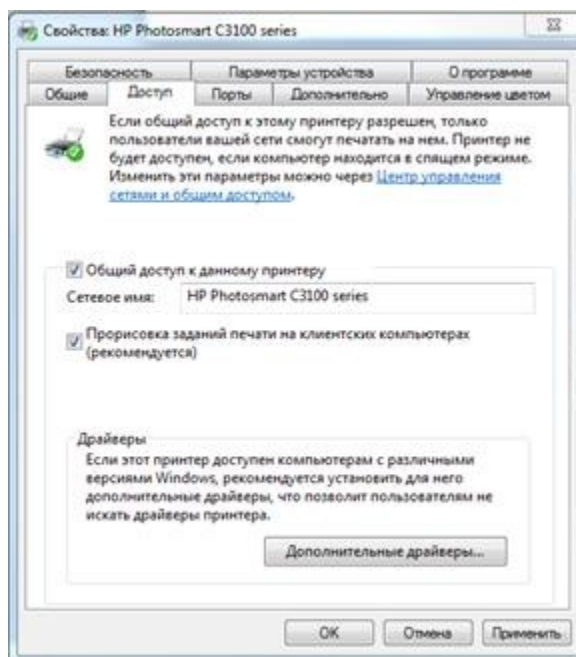 Свойства: HP Photosmart C3100 series
Безопасность Параметры устройства О программе
Общие Доступ Порты Дополнительно Управление цветом
Если общий доступ к этому принтеру разрешен, только
пользователи вашей сети смогут печатать на нем. Принтер не
будет доступен, если компьютер находится в спящем режиме.
Изменить эти параметры можно через Центр управления
сетями и общим доступом.
Общий доступ к данному принтеру
Сетевое имя: HP Photosmart C3100 series
Прорисовка заданий печати на клиентских компьютерах
(рекомендуется)
Драйверы
Если этот принтер доступен компьютерам с различными
версиями Windows, рекомендуется установить для него
дополнительные драйверы, что позволит пользователям не
искать драйверы принтера.
Дополнительные драйверы...
ОК Отмена Применить